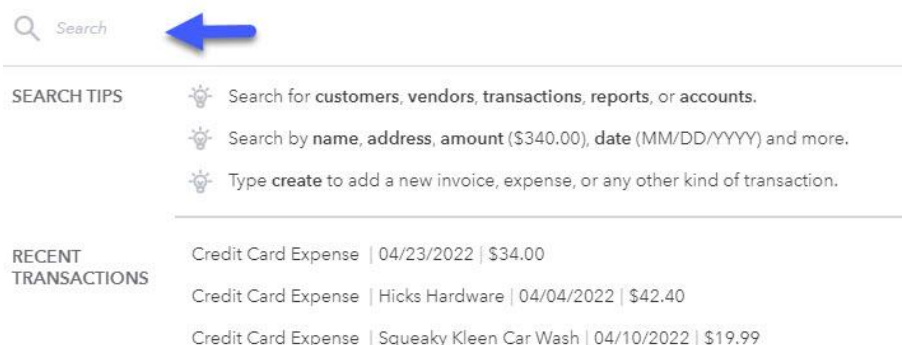 Search
SEARCH TIPS
Search for customers, vendors, transactions, reports, or accounts.
Search by name, address, amount ($340.00), date (MM/DD/YYYY) and more.
Type create to add a new invoice, expense, or any other kind of transaction.
RECENT
TRANSACTIONS
Credit Card Expense | 04/23/2022 | $34.00
Credit Card Expense | Hicks Hardware | 04/04/2022 | $42.40
Credit Card Expense | Squeaky Kleen Car Wash | 04/10/2022 | $19.99